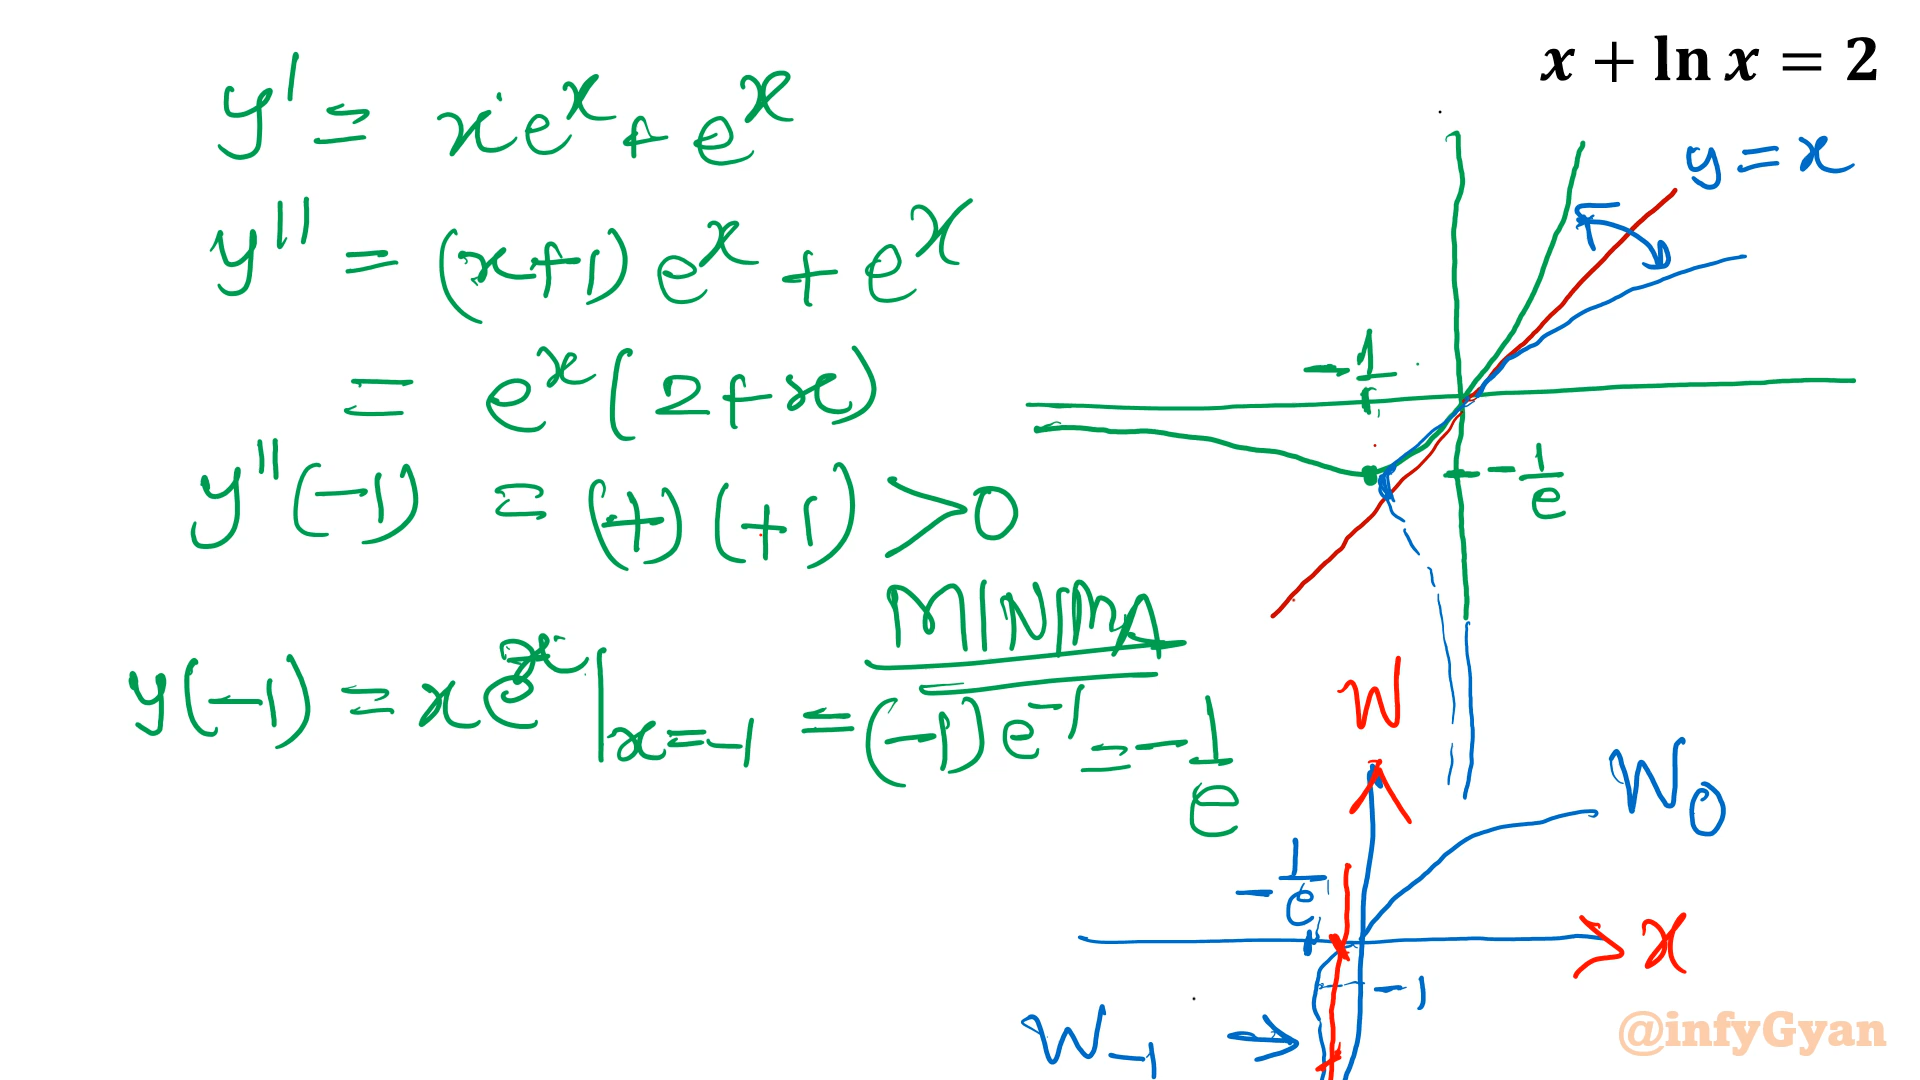 x + ln x = 2
y' = xe^x + e^x
y'' = (x+1) e^x + e^x
= e^x (2+x)
y''(-1) = (+) (+1) > 0
MINIMA
y(-1) = x e^x |x=-1 = (-1) e^-1 = -1/e
y = x
-1
-1/e
W
W0
-1/e
x
-1
W-1
@infyGyan